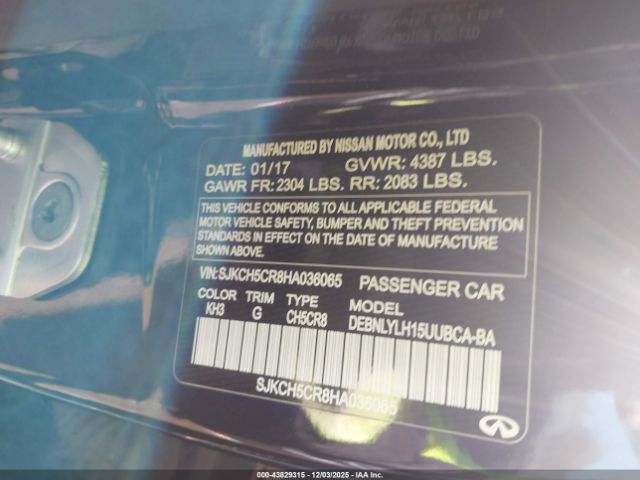 MANUFACTURED BY NISSAN MOTOR CO., LTD
DATE: 01/17 GVWR: 4387 LBS.
GAWR FR: 2304 LBS. RR: 2083 LBS.
THIS VEHICLE CONFORMS TO ALL APPLICABLE FEDERAL
MOTOR VEHICLE SAFETY, BUMPER AND THEFT PREVENTION
STANDARDS IN EFFECT ON THE DATE OF MANUFACTURE
SHOWN ABOVE.
VIN: SJKCH5CR8HA036065 PASSENGER CAR
COLOR TRIM TYPE MODEL
KH3 G CH5CR8 DEBNLYLH15UUBCA-BA
SJKCH5CR8HA036065
000-43829315 - 12/03/2025 - IAA Inc.